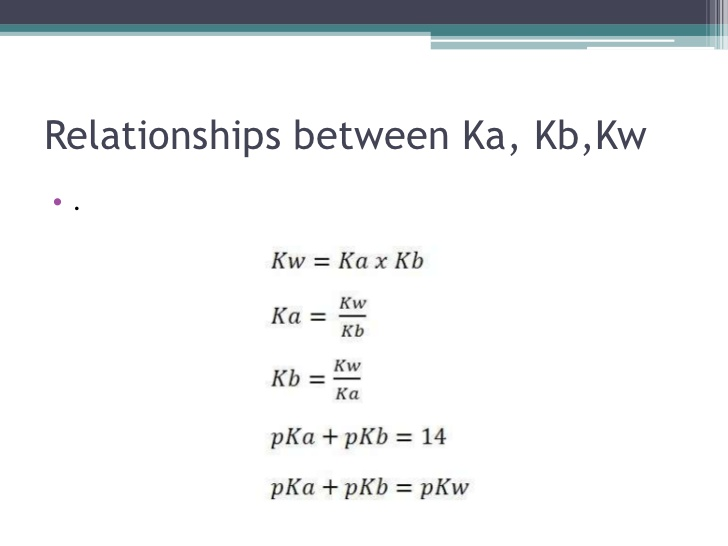 Relationships between Ka, Kb,Kw
• .
Kw = Ka x Kb
Ka = Kw/Kb
Kb = Kw/Ka
pKa + pKb = 14
pKa + pKb = pKw